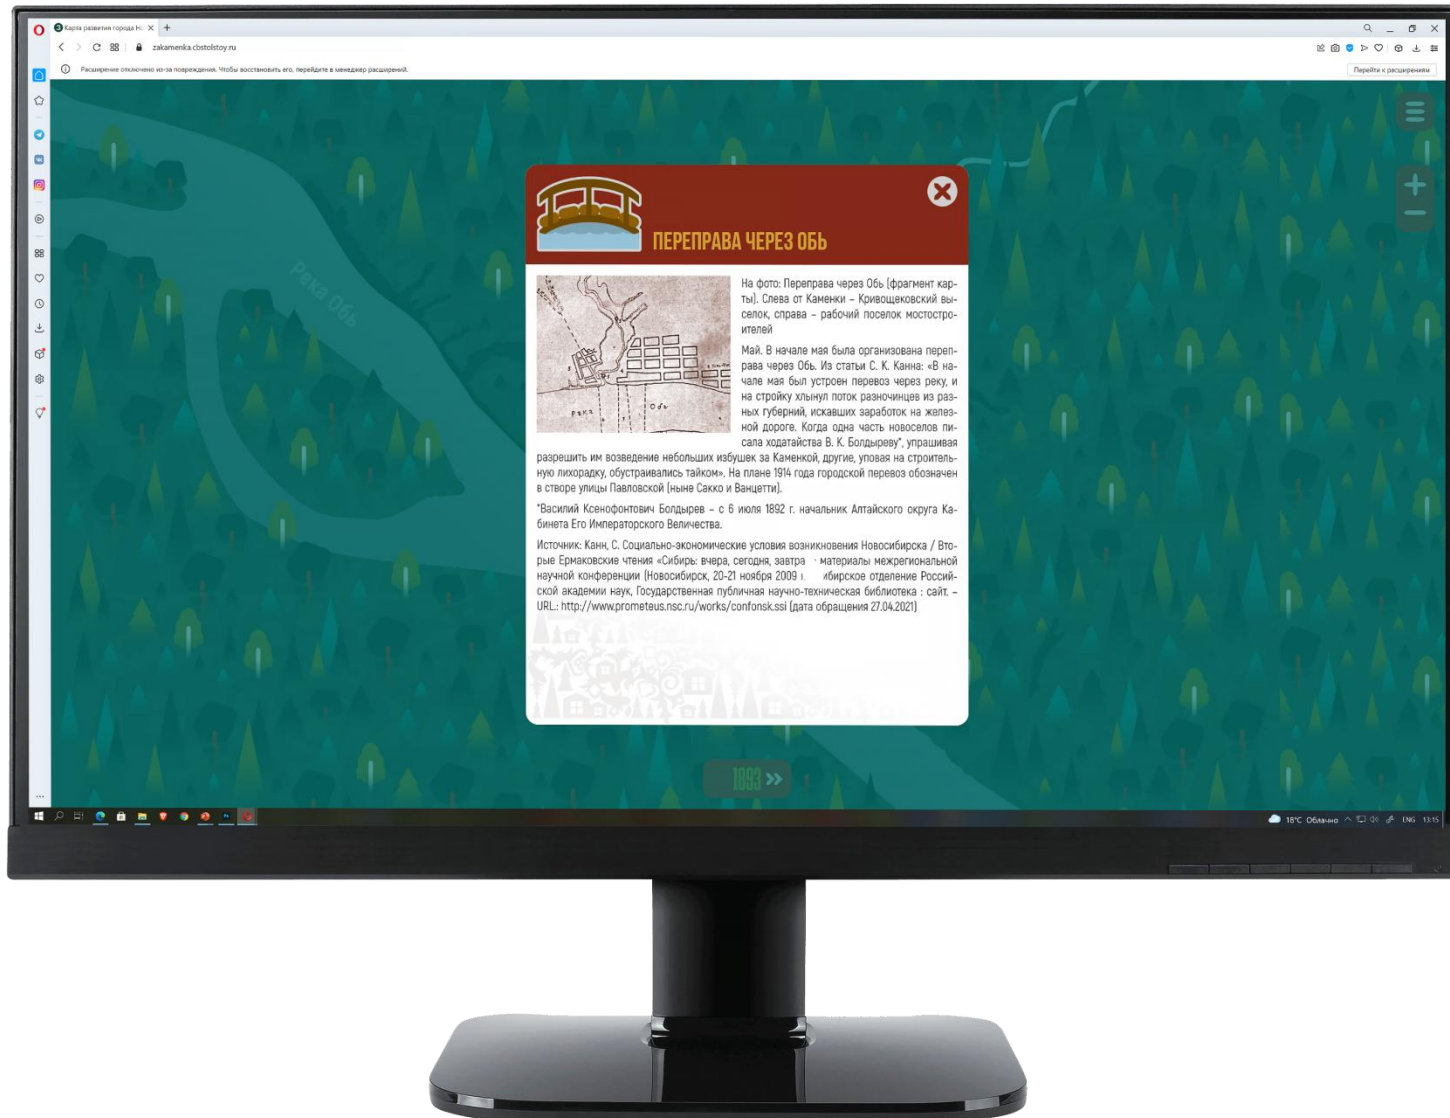 Карта развития города Н
zakamenka.cbstolstoy.ru
Расширение отключено из-за повреждения. Чтобы восстановить его, перейдите в менеджер расширений.
Перейти к расширениям
Река Обь
ПЕРЕПРАВА ЧЕРЕЗ ОБЬ
Река Обь
На фото: Переправа через Обь (фрагмент кар-
ты). Слева от Каменки – Кривощековский вы-
селок, справа – рабочий поселок мостостро-
ителей
Май. В начале мая была организована переп-
рава через Обь. Из статьи С. К. Канна: «В на-
чале мая был устроен перевоз через реку, и
на стройку хлынул поток разночинцев из раз-
ных губерний, искавших заработок на желез-
ной дороге. Когда одна часть новоселов пи-
сала ходатайства В. К. Болдыреву*, упрашивая
разрешить им возведение небольших избушек за Каменкой, другие, уповая на строитель-
ную лихорадку, обустраивались тайком». На плане 1914 года городской перевоз обозначен
в створе улицы Павловской (ныне Сакко и Ванцетти).
*Василий Ксенофонтович Болдырев – с 6 июля 1892 г. начальник Алтайского округа Ка-
бинета Его Императорского Величества.
Источник: Канн, С. Социально-экономические условия возникновения Новосибирска / Вто-
рые Ермаковские чтения «Сибирь: вчера, сегодня, завтра материалы межрегиональной
научной конференции (Новосибирск, 20-21 ноября 2009 г. ибирское отделение Россий-
ской академии наук, Государственная публичная научно-техническая библиотека : сайт. –
URL.: http://www.prometeus.nsc.ru/works/confonsk.ssi (дата обращения 27.04.2021)
1893 »
18°C Облачно ENG 13:15